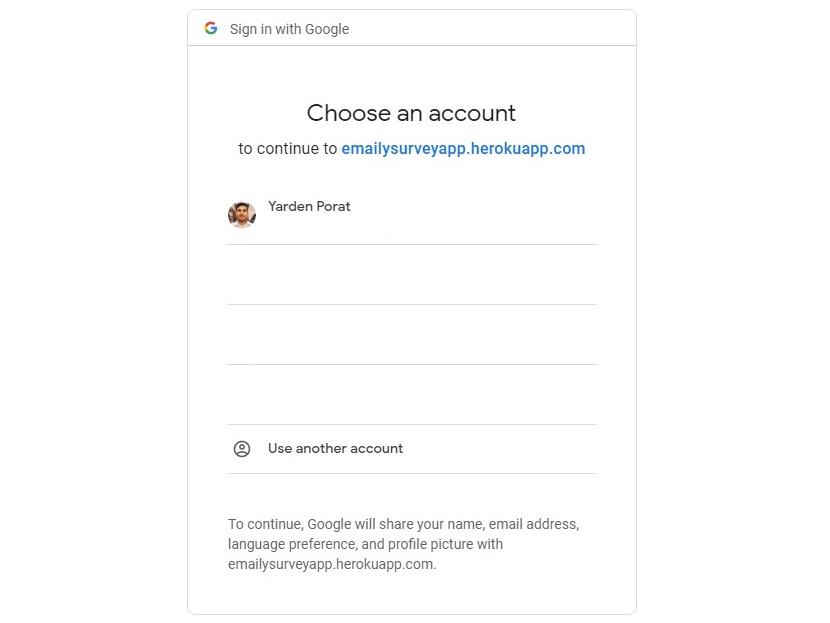 Sign in with Google
Choose an account
to continue to emailysurveyapp.herokuapp.com
Yarden Porat
Use another account
To continue, Google will share your name, email address,
language preference, and profile picture with
emailysurveyapp.herokuapp.com.